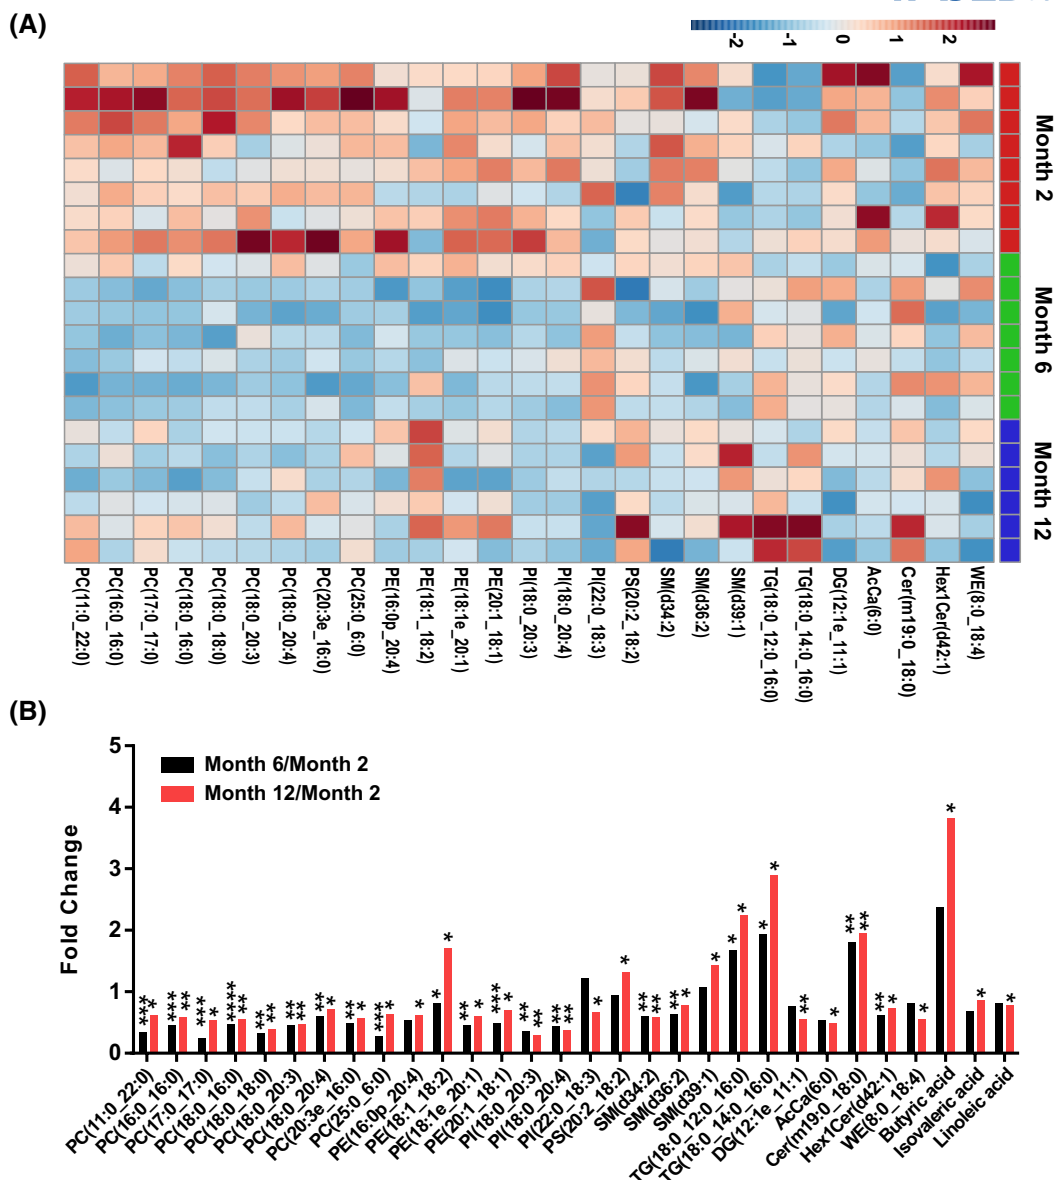 (A)
-2
-1
0
1
2
Month 2
Month 6
Month 12
PC(11:0_22:0)
PC(16:0_16:0)
PC(17:0_17:0)
PC(18:0_16:0)
PC(18:0_18:0)
PC(18:0_20:3)
PC(18:0_20:4)
PC(20:3e_16:0)
PC(25:0_6:0)
PE(16:0p_20:4)
PE(18:1_18:2)
PE(18:1e_20:1)
PE(20:1_18:1)
PI(18:0_20:3)
PI(18:0_20:4)
PI(22:0_18:3)
PS(20:2_18:2)
SM(d34:2)
SM(d36:2)
SM(d39:1)
TG(18:0_12:0_16:0)
TG(18:0_14:0_16:0)
DG(12:1e_11:1)
AcCa(6:0)
Cer(m19:0_18:0)
Hex1Cer(d42:1)
WE(8:0_18:4)
(B)
Month 6/Month 2
Month 12/Month 2
Fold Change
5
4
3
2
1
0
PC(11:0_22:0)
PC(16:0_16:0)
PC(17:0_17:0)
PC(18:0_16:0)
PC(18:0_18:0)
PC(18:0_20:3)
PC(18:0_20:4)
PC(20:3e_16:0)
PC(25:0_6:0)
PE(16:0p_20:4)
PE(18:1_18:2)
PE(18:1e_20:1)
PE(20:1_18:1)
PI(18:0_20:3)
PI(18:0_20:4)
PI(22:0_18:3)
PS(20:2_18:2)
SM(d34:2)
SM(d36:2)
SM(d39:1)
TG(18:0_12:0_16:0)
TG(18:0_14:0_16:0)
DG(12:1e_11:1)
AcCa(6:0)
Cer(m19:0_18:0)
Hex1Cer(d42:1)
WE(8:0_18:4)
Butyric acid
Isovaleric acid
Linoleic acid